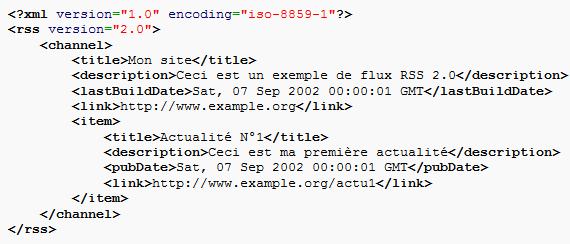 <?xml version="1.0" encoding="iso-8859-1"?>
<rss version="2.0">
    <channel>
        <title>Mon site</title>
        <description>Ceci est un exemple de flux RSS 2.0</description>
        <lastBuildDate>Sat, 07 Sep 2002 00:00:01 GMT</lastBuildDate>
        <link>http://www.example.org</link>
        <item>
            <title>Actualité N°1</title>
            <description>Ceci est ma première actualité</description>
            <pubDate>Sat, 07 Sep 2002 00:00:01 GMT</pubDate>
            <link>http://www.example.org/actu1</link>
        </item>
    </channel>
</rss>